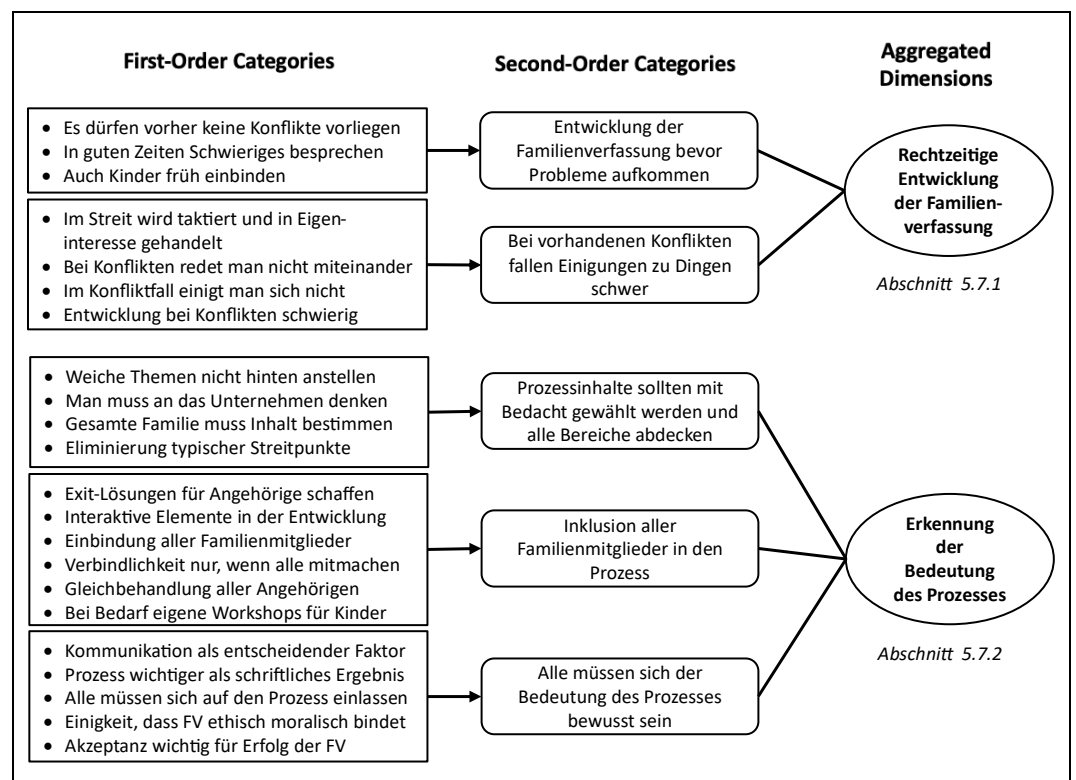 First-Order Categories
Second-Order Categories
Aggregated
Dimensions
• Es dürfen vorher keine Konflikte vorliegen
• In guten Zeiten Schwieriges besprechen
• Auch Kinder früh einbinden
Entwicklung der
Familienverfassung bevor
Probleme aufkommen
Rechtzeitige
Entwicklung
der Familien-
verfassung
Abschnitt 5.7.1
• Im Streit wird taktiert und in Eigen-
interesse gehandelt
• Bei Konflikten redet man nicht miteinander
• Im Konfliktfall einigt man sich nicht
• Entwicklung bei Konflikten schwierig
Bei vorhandenen Konflikten
fallen Einigungen zu Dingen
schwer
• Weiche Themen nicht hinten anstellen
• Man muss an das Unternehmen denken
• Gesamte Familie muss Inhalt bestimmen
• Eliminierung typischer Streitpunkte
Prozessinhalte sollten mit
Bedacht gewählt werden und
alle Bereiche abdecken
• Exit-Lösungen für Angehörige schaffen
• Interaktive Elemente in der Entwicklung
• Einbindung aller Familienmitglieder
• Verbindlichkeit nur, wenn alle mitmachen
• Gleichbehandlung aller Angehörigen
• Bei Bedarf eigene Workshops für Kinder
Inklusion aller
Familienmitglieder in den
Prozess
Erkennung
der
Bedeutung
des Prozesses
Abschnitt 5.7.2
• Kommunikation als entscheidender Faktor
• Prozess wichtiger als schriftliches Ergebnis
• Alle müssen sich auf den Prozess einlassen
• Einigkeit, dass FV ethisch moralisch bindet
• Akzeptanz wichtig für Erfolg der FV
Alle müssen sich der
Bedeutung des Prozesses
bewusst sein